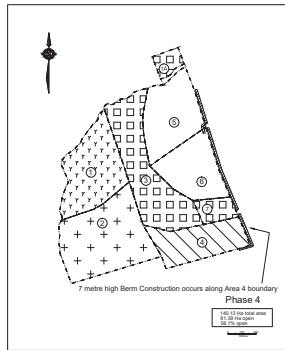 1A
5
1
3
6
2
7
4
7 metre high Berm Construction occurs along Area 4 boundary
Phase 4
140.13 Ha total area
81.39 Ha open
58.1% open